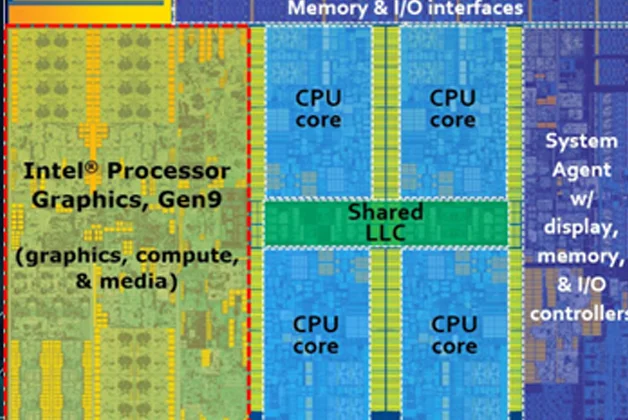 Memory & I/O interfaces
Intel® Processor
Graphics, Gen9
(graphics, compute,
& media)
CPU
core
CPU
core
Shared
LLC
CPU
core
CPU
core
System
Agent
w/
display,
memory,
& I/O
controllers